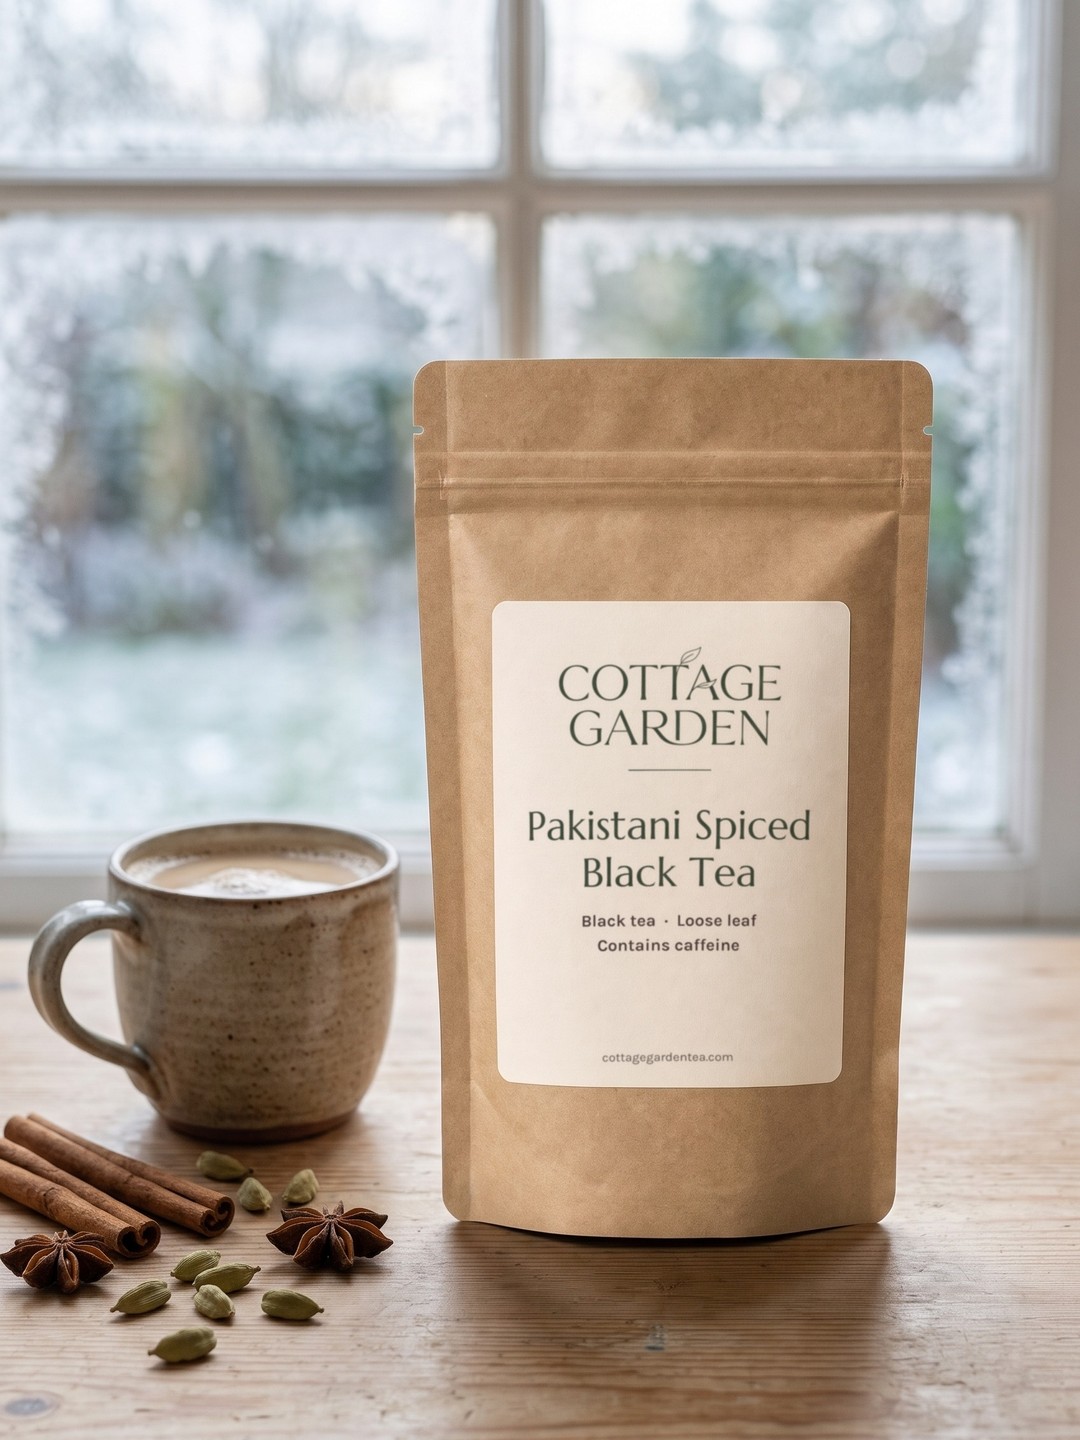 COTTAGE
GARDEN
Pakistani Spiced
Black Tea
Black tea · Loose leaf
Contains caffeine
cottagegardentea.com